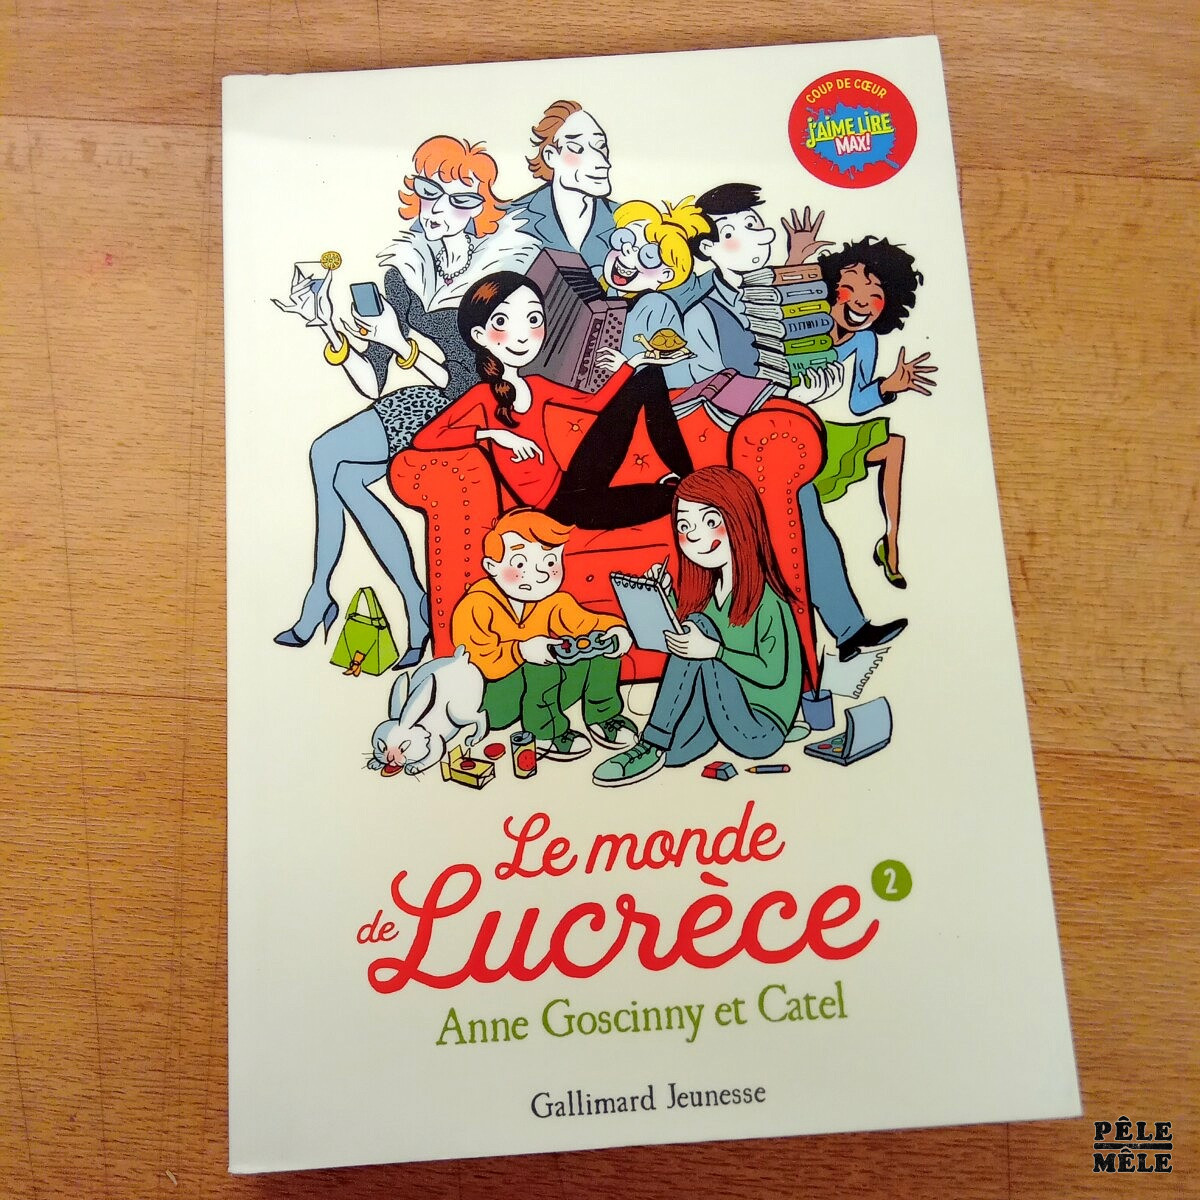 COUP DE CŒUR
J'AIME LIRE
MAX!
Le monde
de Lucrèce 2
Anne Goscinny et Catel
Gallimard Jeunesse
PÊLE
MÊLE